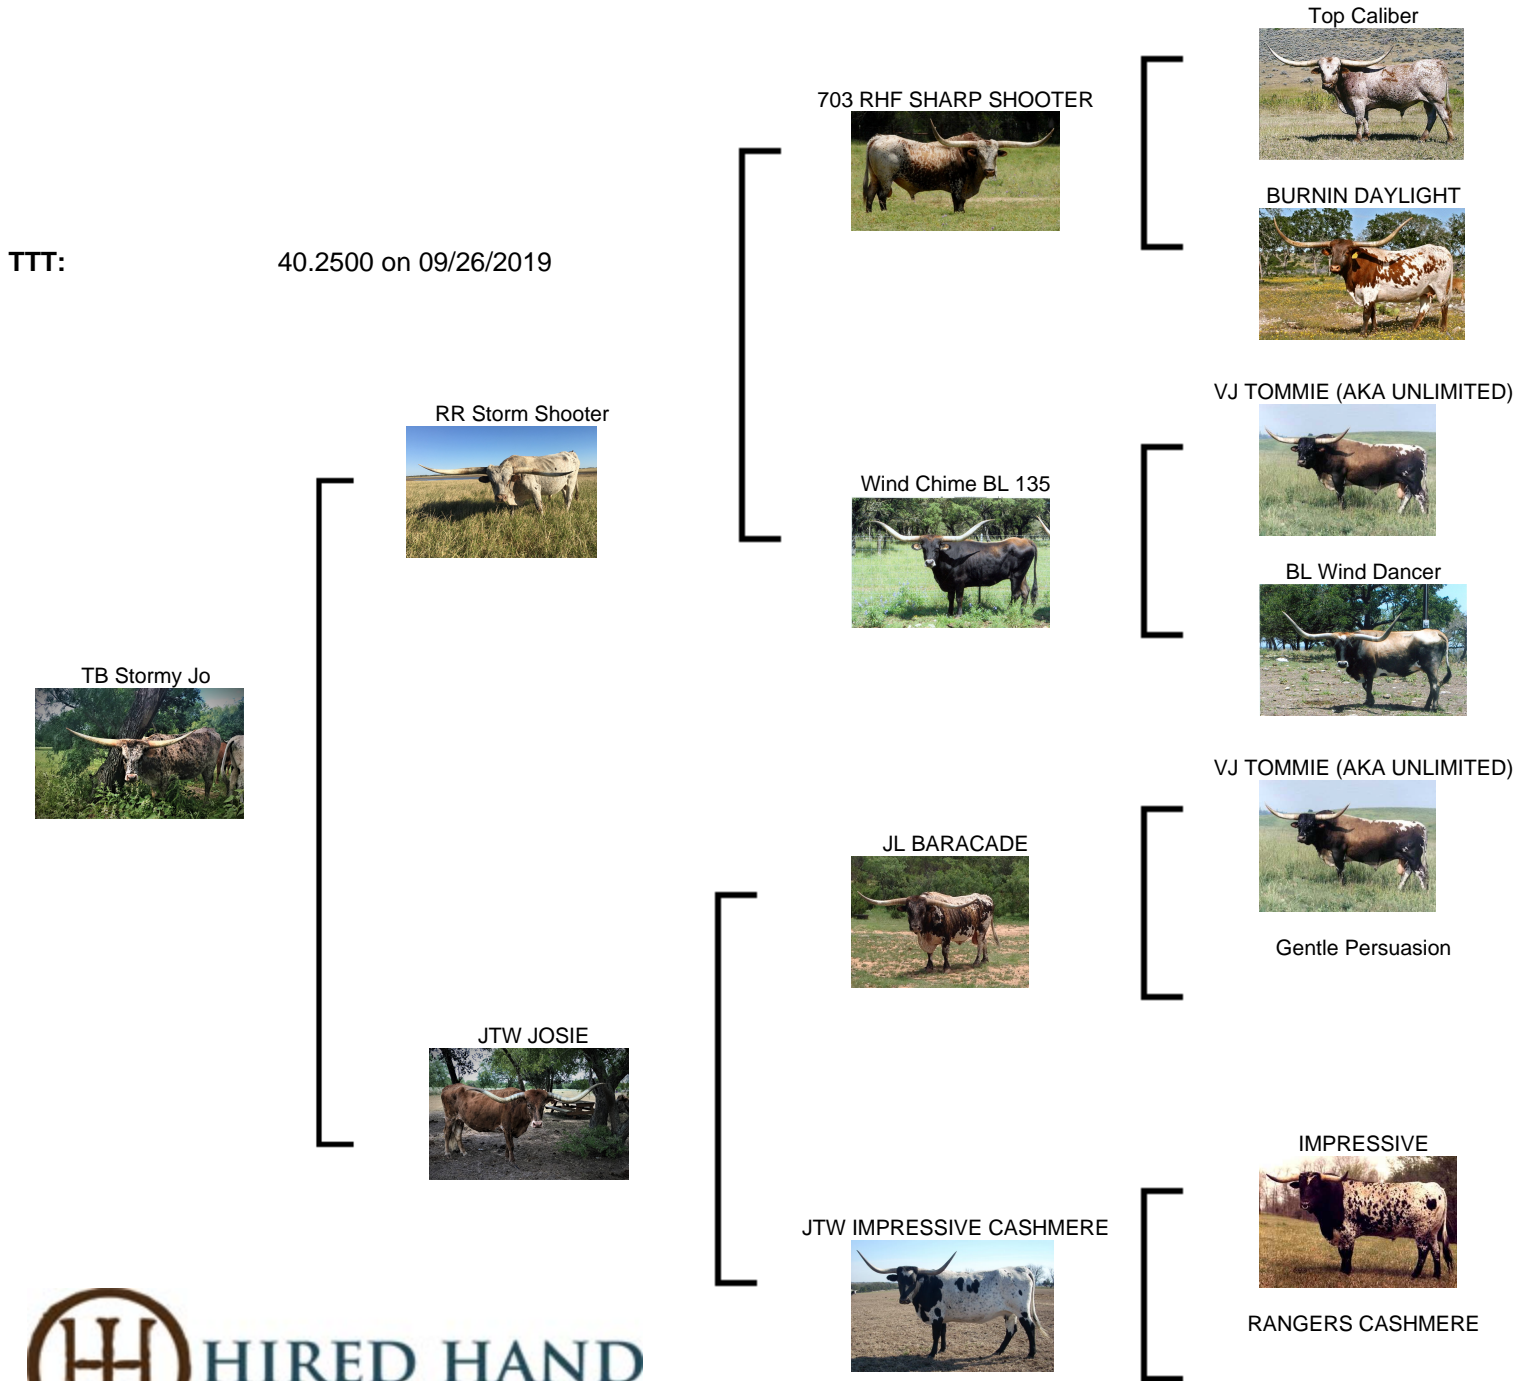 Top Caliber
703 RHF SHARP SHOOTER
BURNIN DAYLIGHT
TTT: 40.2500 on 09/26/2019
VJ TOMMIE (AKA UNLIMITED)
RR Storm Shooter
Wind Chime BL 135
BL Wind Dancer
TB Stormy Jo
VJ TOMMIE (AKA UNLIMITED)
JL BARACADE
Gentle Persuasion
JTW JOSIE
IMPRESSIVE
JTW IMPRESSIVE CASHMERE
RANGERS CASHMERE
HIRED HAND